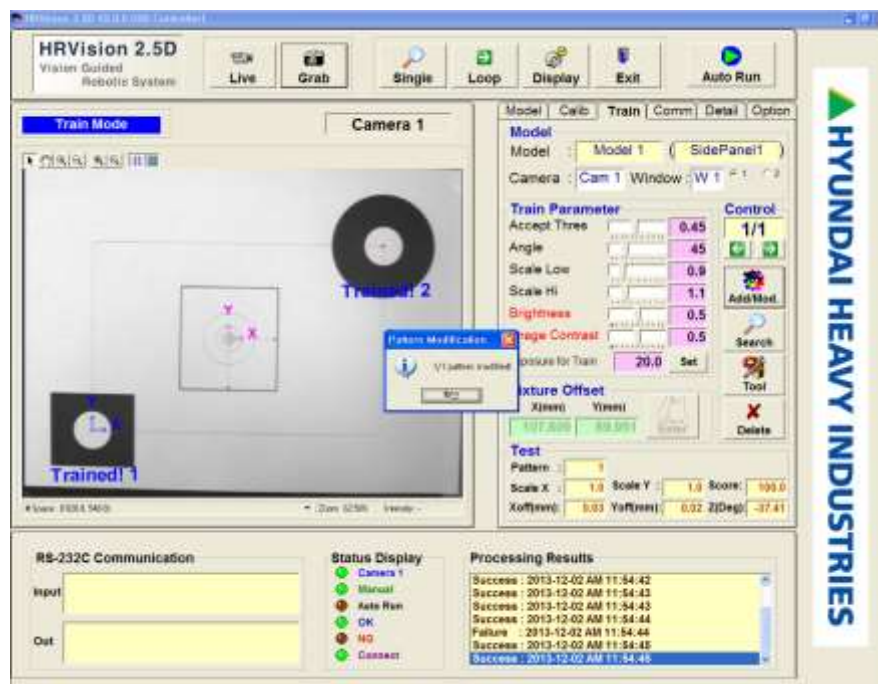 HRVision 2.5D
Vision Guided
Robotic System
Live
Grab
Single
Loop
Display
Exit
Auto Run
Train Mode
Camera 1
Model
Calib
Train
Comm
Detail
Option
Model
Model : Model 1 ( SidePanel1 )
Camera : Cam 1 Window : W 1 1 2
Train Parameter
Accept Thres 0.45
Angle 45
Scale Low 0.9
Scale Hi 1.1
Brightness 0.5
Image Contrast 0.5
Exposure for Train 20.0 Set
Control
1/1
Add/Mod.
Search
Tool
Delete
Trained! 2
Y
X
Trained! 1
Pattern Modification
1/1 pattern modified
Fixture Offset
X(mm) Y(mm)
Test
Pattern : 1
Scale X : 1.0 Scale Y : 1.0 Score: 100.0
Xoff(mm): 0.03 Yoff(mm): 0.02 Z(Deg): -37.41
RS-232C Communication
Input
Out
Status Display
Camera 1
Manual
Auto Run
OK
NG
Connect
Processing Results
Success : 2013-12-02 AM 11:54:42
Success : 2013-12-02 AM 11:54:43
Success : 2013-12-02 AM 11:54:43
Success : 2013-12-02 AM 11:54:44
Failure : 2013-12-02 AM 11:54:44
Success : 2013-12-02 AM 11:54:45
Success : 2013-12-02 AM 11:54:46
HYUNDAI HEAVY INDUSTRIES